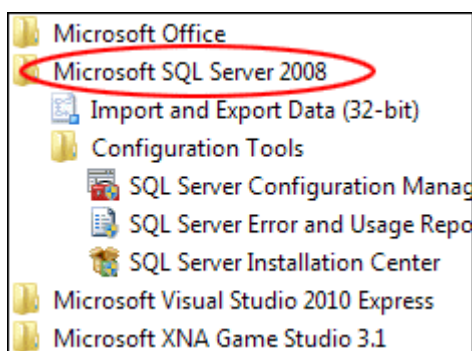 Microsoft Office
Microsoft SQL Server 2008
Import and Export Data (32-bit)
Configuration Tools
SQL Server Configuration Manag
SQL Server Error and Usage Repo
SQL Server Installation Center
Microsoft Visual Studio 2010 Express
Microsoft XNA Game Studio 3.1